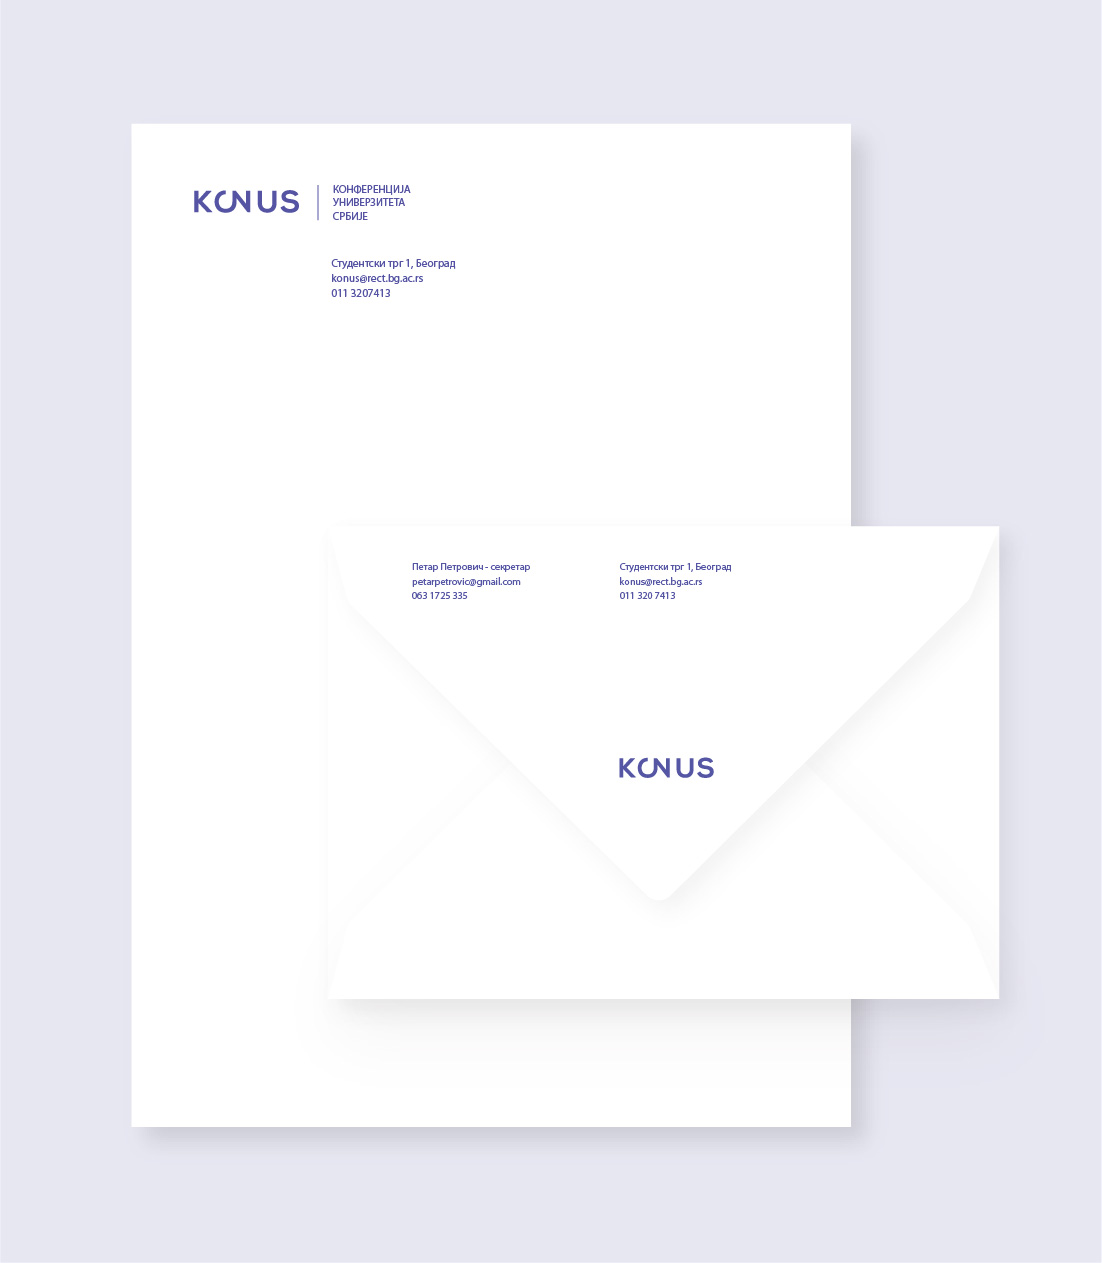 KONUS
КОНФЕРЕНЦИЈА
УНИВЕРЗИТЕТА
СРБИЈЕ
Студентски трг 1, Београд
konus@rect.bg.ac.rs
011 3207413
Петар Петрович - секретар
petarpetrovic@gmail.com
063 1725 335
Студентски трг 1, Београд
konus@rect.bg.ac.rs
011 320 7413
KONUS